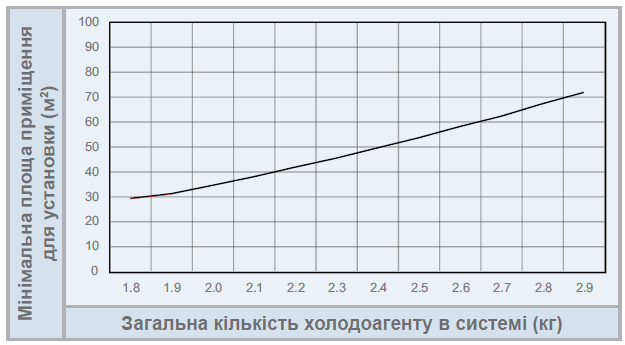 Мінімальна площа приміщення
для установки (м²)
100
90
80
70
60
50
40
30
20
10
0
1.8 1.9 2.0 2.1 2.2 2.3 2.4 2.5 2.6 2.7 2.8 2.9
Загальна кількість холодоагенту в системі (кг)